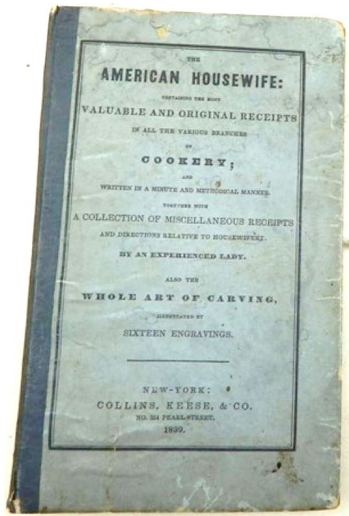 THE
AMERICAN HOUSEWIFE:
CONTAINING THE MOST
VALUABLE AND ORIGINAL RECEIPTS
IN ALL THE VARIOUS BRANCHES
OF
COOKERY;
AND
WRITTEN IN A MINUTE AND METHODICAL MANNER.
TOGETHER WITH
A COLLECTION OF MISCELLANEOUS RECEIPTS
AND DIRECTIONS RELATIVE TO HOUSEWIFERY.
BY AN EXPERIENCED LADY.
ALSO THE
WHOLE ART OF CARVING,
ILLUSTRATED BY
SIXTEEN ENGRAVINGS.
NEW-YORK:
COLLINS, KEESE, & CO.
NO. 254 PEARL-STREET.
1839.